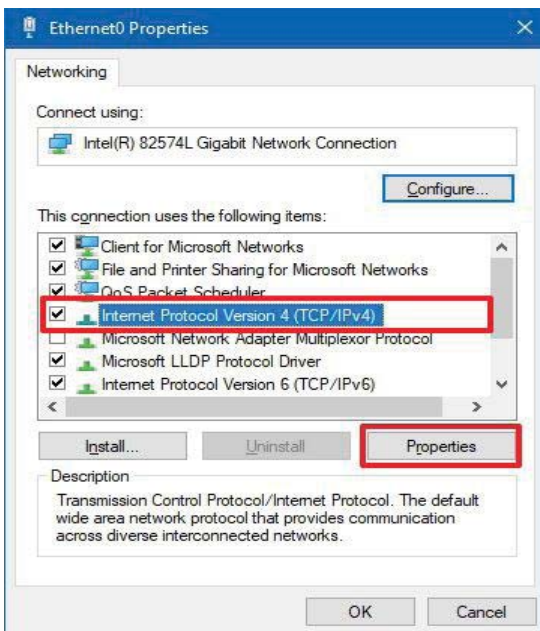 Ethernet0 Properties
Networking
Connect using:
Intel(R) 82574L Gigabit Network Connection
Configure...
This connection uses the following items:
Client for Microsoft Networks
File and Printer Sharing for Microsoft Networks
QoS Packet Scheduler
Internet Protocol Version 4 (TCP/IPv4)
Microsoft Network Adapter Multiplexor Protocol
Microsoft LLDP Protocol Driver
Internet Protocol Version 6 (TCP/IPv6)
Install...
Uninstall
Properties
Description
Transmission Control Protocol/Internet Protocol. The default
wide area network protocol that provides communication
across diverse interconnected networks.
OK
Cancel